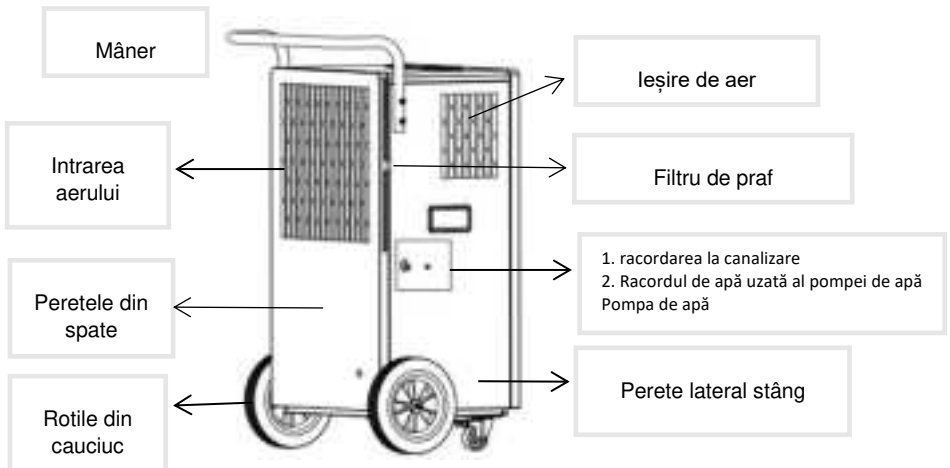 Mâner
Ieșire de aer
Intrarea
aerului
Filtru de praf
1. racordarea la canalizare
2. Racordul de apă uzată al pompei de apă
Pompa de apă
Peretele din
spate
Perete lateral stâng
Rotile din
cauciuc